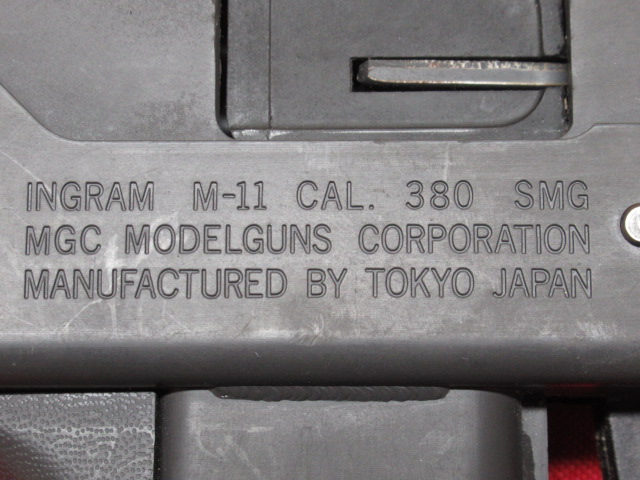 INGRAM M-11 CAL. 380 SMG
MGC MODELGUNS CORPORATION
MANUFACTURED BY TOKYO JAPAN